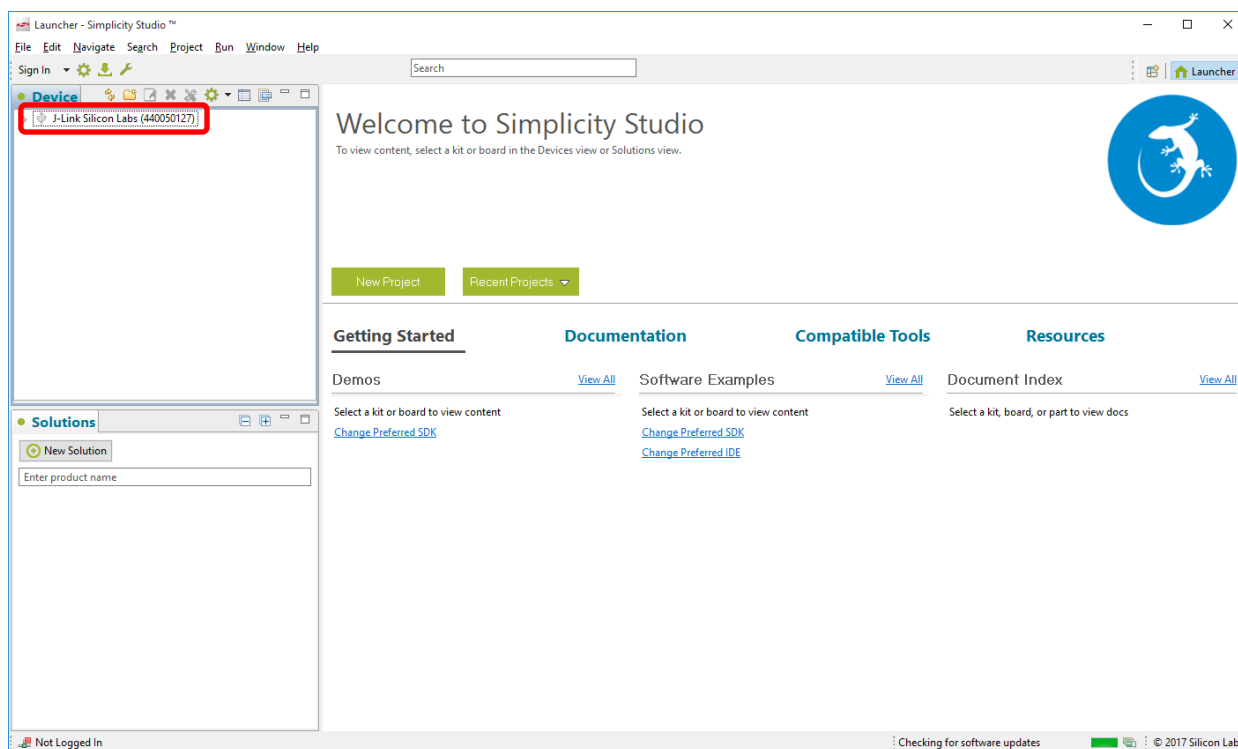 Launcher - Simplicity Studio ™
File Edit Navigate Search Project Run Window Help
Sign In Search Launcher
Device
J-Link Silicon Labs (440050127)
Welcome to Simplicity Studio
To view content, select a kit or board in the Devices view or Solutions view.
New Project Recent Projects
Getting Started Documentation Compatible Tools Resources
Demos View All Software Examples View All Document Index View All
Select a kit or board to view content Select a kit or board to view content Select a kit, board, or part to view docs
Change Preferred SDK Change Preferred SDK
Change Preferred IDE
Solutions
New Solution
Enter product name
Not Logged In Checking for software updates © 2017 Silicon Lab